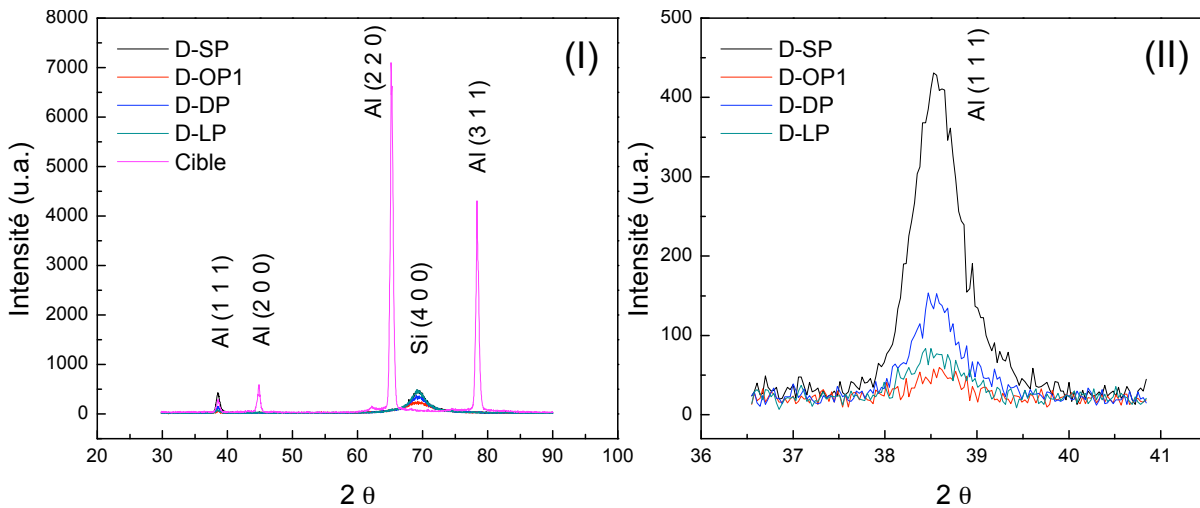 (I)
D-SP
D-OP1
D-DP
D-LP
Cible
Al (1 1 1)
Al (2 0 0)
Al (2 2 0)
Si (4 0 0)
Al (3 1 1)
8000
7000
6000
5000
4000
3000
2000
1000
0
Intensité (u.a.)
20 30 40 50 60 70 80 90 100
2 θ
(II)
D-SP
D-OP1
D-DP
D-LP
Al (1 1 1)
500
400
300
200
100
0
Intensité (u.a.)
36 37 38 39 40 41
2 θ